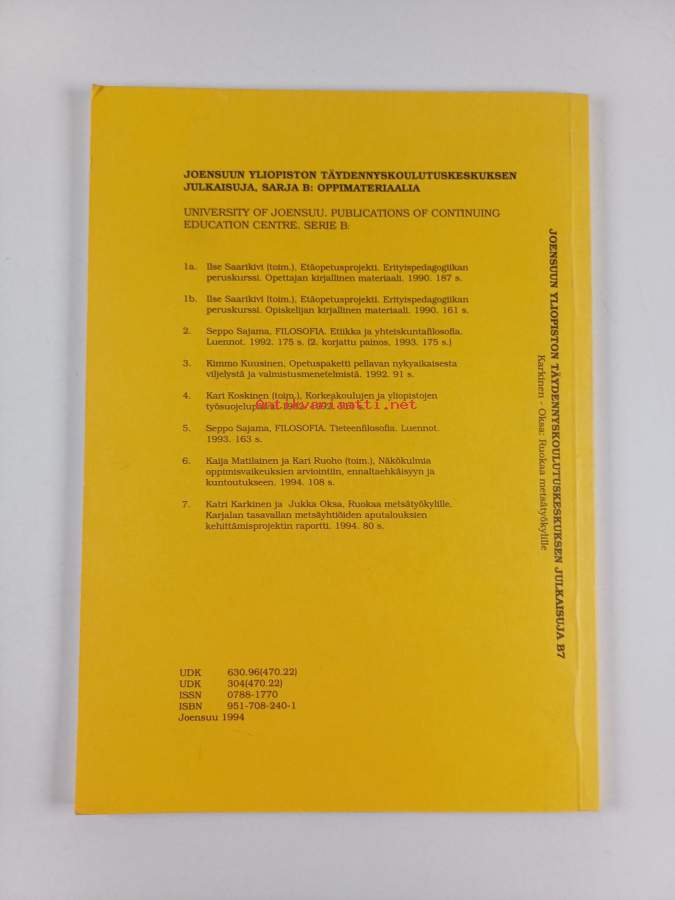 JOENSUUN YLIOPISTON TÄYDENNYSKOULUTUSKESKUKSEN
JULKAISUJA, SARJA B: OPPIMATERIAALIA
UNIVERSITY OF JOENSUU. PUBLICATIONS OF CONTINUING
EDUCATION CENTRE. SERIE B:
1a. Ilse Saarikivi (toim.), Etäopetusprojekti. Erityispedagogiikan
peruskurssi. Opettajan kirjallinen materiaali. 1990. 187 s.
1b. Ilse Saarikivi (toim.), Etäopetusprojekti. Erityispedagogiikan
peruskurssi. Opiskelijan kirjallinen materiaali. 1990. 161 s.
2. Seppo Sajama, FILOSOFIA. Etiikka ja yhteiskuntafilosofia.
Luennot. 1992. 175 s. (2. korjattu painos, 1993. 175 s.)
3. Kimmo Kuusinen, Opetuspaketti pellavan nykyaikaisesta
viljelystä ja valmistusmenetelmistä. 1992. 91 s.
4. Kari Koskinen (toim.), Korkeakoulujen ja yliopistojen
Antikvariaatti.net
5. Seppo Sajama, FILOSOFIA. Tieteenfilosofia. Luennot.
1993. 163 s.
6. Kaija Matilainen ja Kari Ruoho (toim.), Näkökulmia
oppimisvaikeuksien arviointiin, ennaltaehkäisyyn ja
kuntoutukseen. 1994. 108 s.
7. Katri Karkinen ja Jukka Oksa, Ruokaa metsätyökylille.
Karjalan tasavallan metsäyhtiöiden aputalouksien
kehittämisprojektin raportti. 1994. 80 s.
UDK 630.96(470.22)
UDK 304(470.22)
ISSN 0788-1770
ISBN 951-708-240-1
Joensuu 1994
JOENSUUN YLIOPISTON TÄYDENNYSKOULUTUSKESKUKSEN JULKAISUJA B7
Karkinen - Oksa: Ruokaa metsätyökylille